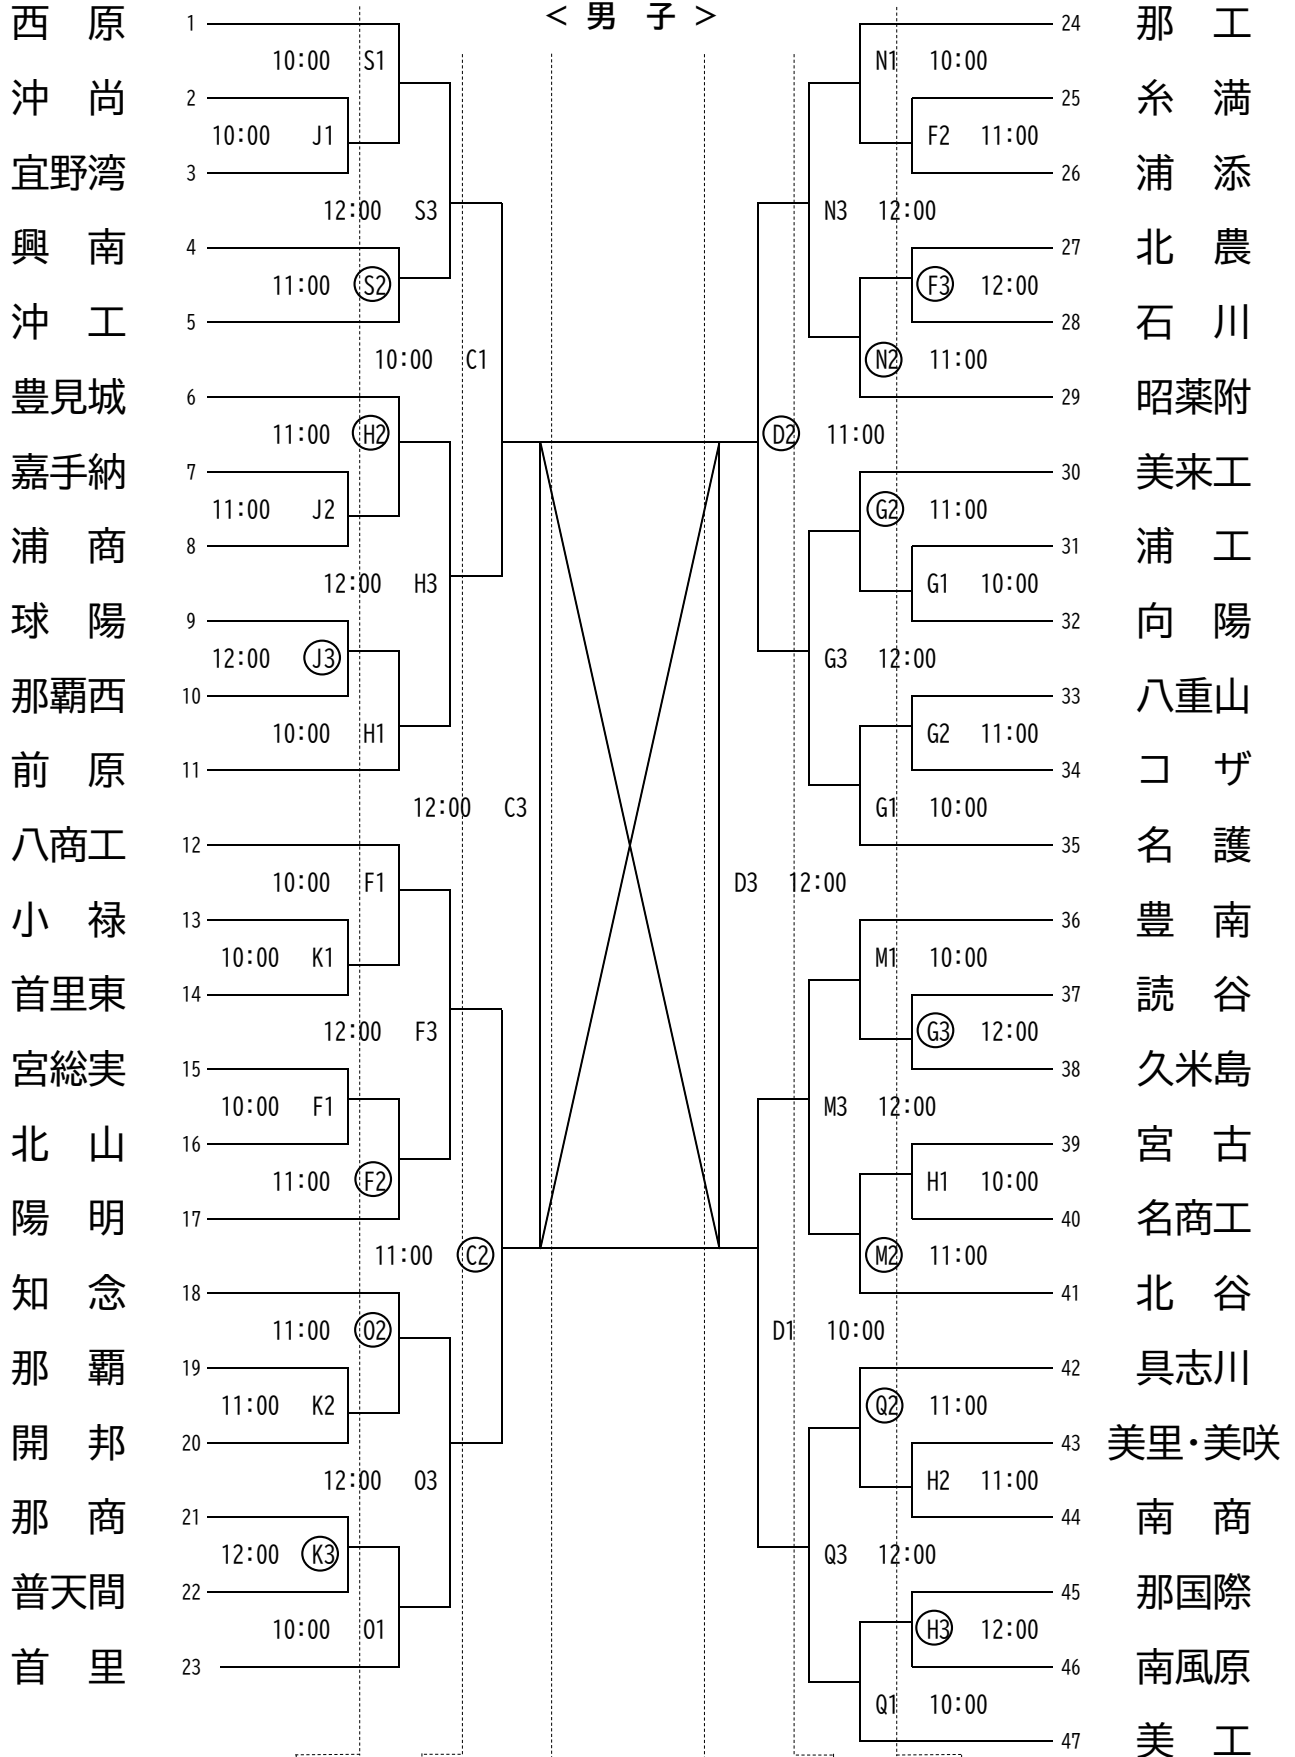 ＜ 男 子 ＞
西 原 1 24 那 工
10:00 S1 N1 10:00
沖 尚 2 25 糸 満
10:00 J1 F2 11:00
宜野湾 3 26 浦 添
12:00 S3 N3 12:00
興 南 4 27 北 農
11:00 S2 F3 12:00
沖 工 5 28 石 川
10:00 C1 N2 11:00
豊見城 6 29 昭薬附
11:00 H2 D2 11:00
嘉手納 7 30 美来工
11:00 J2 G2 11:00
浦 商 8 31 浦 工
12:00 H3 G1 10:00
球 陽 9 32 向 陽
12:00 J3 G3 12:00
那覇西 10 33 八重山
10:00 H1 G2 11:00
前 原 11 34 コ ザ
12:00 C3 G1 10:00
八商工 12 35 名 護
10:00 F1 D3 12:00
小 禄 13 36 豊 南
10:00 K1 M1 10:00
首里東 14 37 読 谷
12:00 F3 G3 12:00
宮総実 15 38 久米島
10:00 F1 M3 12:00
北 山 16 39 宮 古
11:00 F2 H1 10:00
陽 明 17 40 名商工
11:00 C2 M2 11:00
知 念 18 41 北 谷
11:00 O2 D1 10:00
那 覇 19 42 具志川
11:00 K2 Q2 11:00
開 邦 20 43 美里・美咲
12:00 O3 H2 11:00
那 商 21 44 南 商
12:00 K3 Q3 12:00
普天間 22 45 那国際
10:00 O1 H3 12:00
首 里 23 46 南風原
Q1 10:00
47 美 工